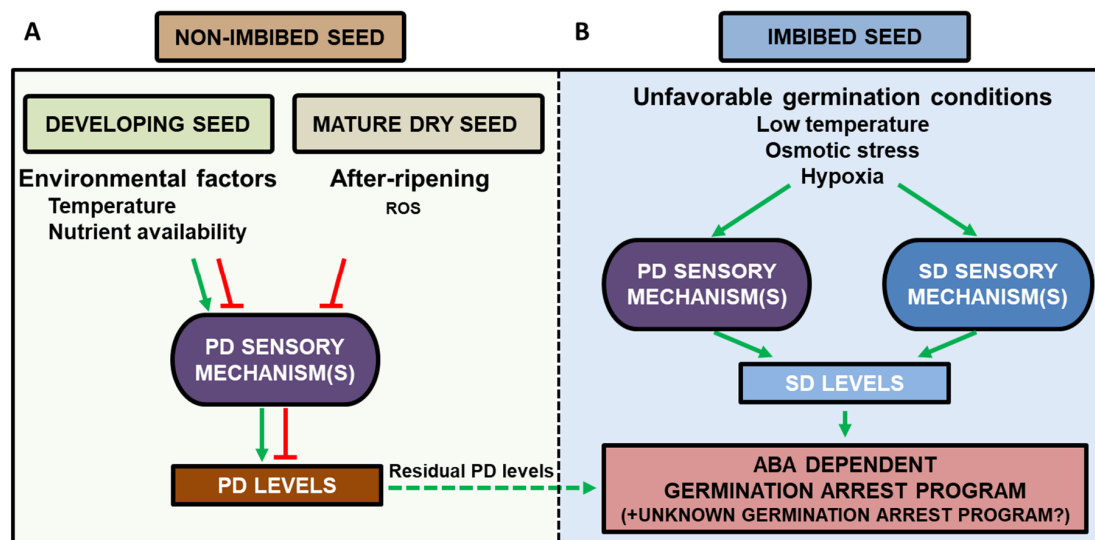 A
NON-IMBIBED SEED
DEVELOPING SEED
MATURE DRY SEED
Environmental factors
Temperature
Nutrient availability
After-ripening
ROS
PD SENSORY
MECHANISM(S)
PD LEVELS
Residual PD levels
B
IMBIBED SEED
Unfavorable germination conditions
Low temperature
Osmotic stress
Hypoxia
PD SENSORY
MECHANISM(S)
SD SENSORY
MECHANISM(S)
SD LEVELS
ABA DEPENDENT
GERMINATION ARREST PROGRAM
(+UNKNOWN GERMINATION ARREST PROGRAM?)